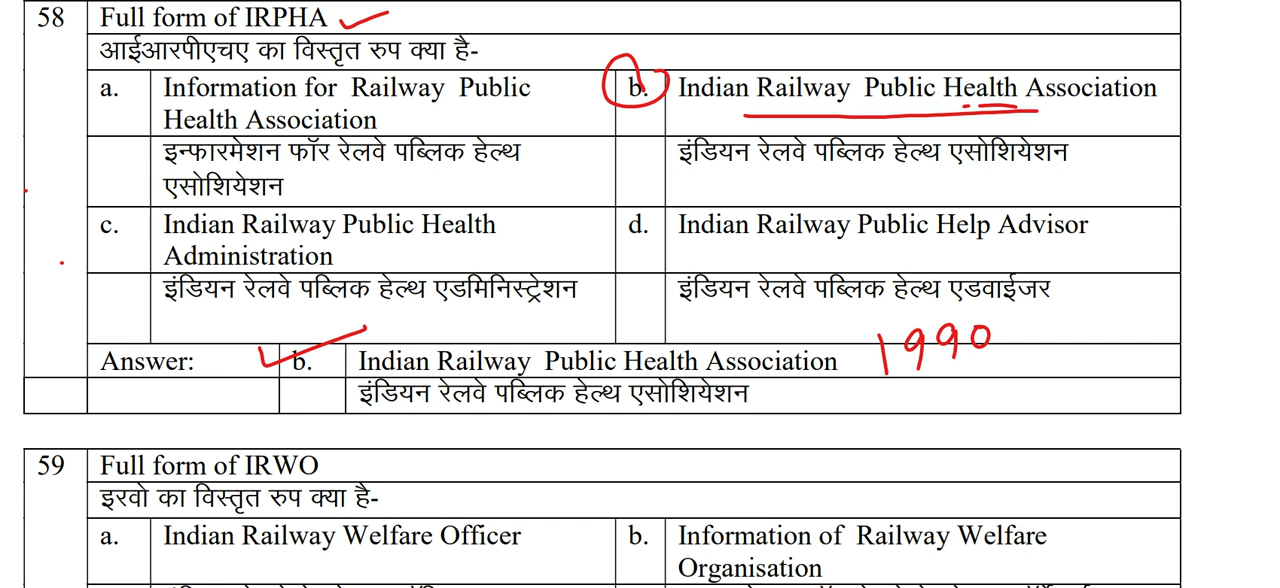 58 Full form of IRPHA
आईआरपीएचए का विस्तृत रुप क्या है-
a. Information for Railway Public Health Association
b. Indian Railway Public Health Association
इन्फारमेशन फॉर रेलवे पब्लिक हेल्थ एसोशियेशन
इंडियन रेलवे पब्लिक हेल्थ एसोशियेशन
c. Indian Railway Public Health Administration
d. Indian Railway Public Help Advisor
इंडियन रेलवे पब्लिक हेल्थ एडमिनिस्ट्रेशन
इंडियन रेलवे पब्लिक हेल्थ एडवाईजर
Answer: b. Indian Railway Public Health Association
1990
इंडियन रेलवे पब्लिक हेल्थ एसोशियेशन
59 Full form of IRWO
इरवो का विस्तृत रुप क्या है-
a. Indian Railway Welfare Officer
b. Information of Railway Welfare Organisation